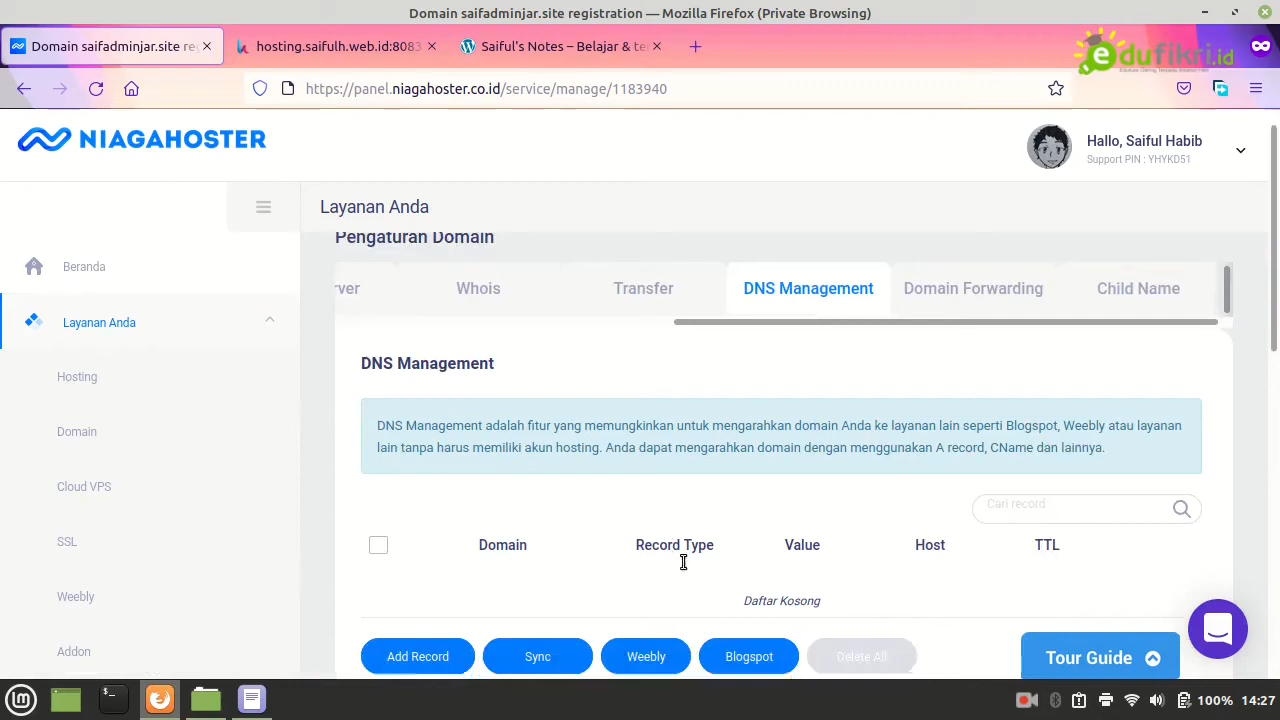 Domain saifadminjar.site registration — Mozilla Firefox (Private Browsing)
Domain saifadminjar.site re
hosting.saifulh.web.id:8083
Saiful's Notes – Belajar & te
edufikri.id
https://panel.niagahoster.co.id/service/manage/1183940
NIAGAHOSTER
Hallo, Saiful Habib
Support PIN : YHYKD51
Layanan Anda
Beranda
Layanan Anda
Hosting
Domain
Cloud VPS
SSL
Weebly
Addon
Pengaturan Domain
rver
Whois
Transfer
DNS Management
Domain Forwarding
Child Name
DNS Management
DNS Management adalah fitur yang memungkinkan untuk mengarahkan domain Anda ke layanan lain seperti Blogspot, Weebly atau layanan
lain tanpa harus memiliki akun hosting. Anda dapat mengarahkan domain dengan menggunakan A record, CName dan lainnya.
Cari record
Domain
Record Type
Value
Host
TTL
Daftar Kosong
Add Record
Sync
Weebly
Blogspot
Delete All
Tour Guide
100%
14:27